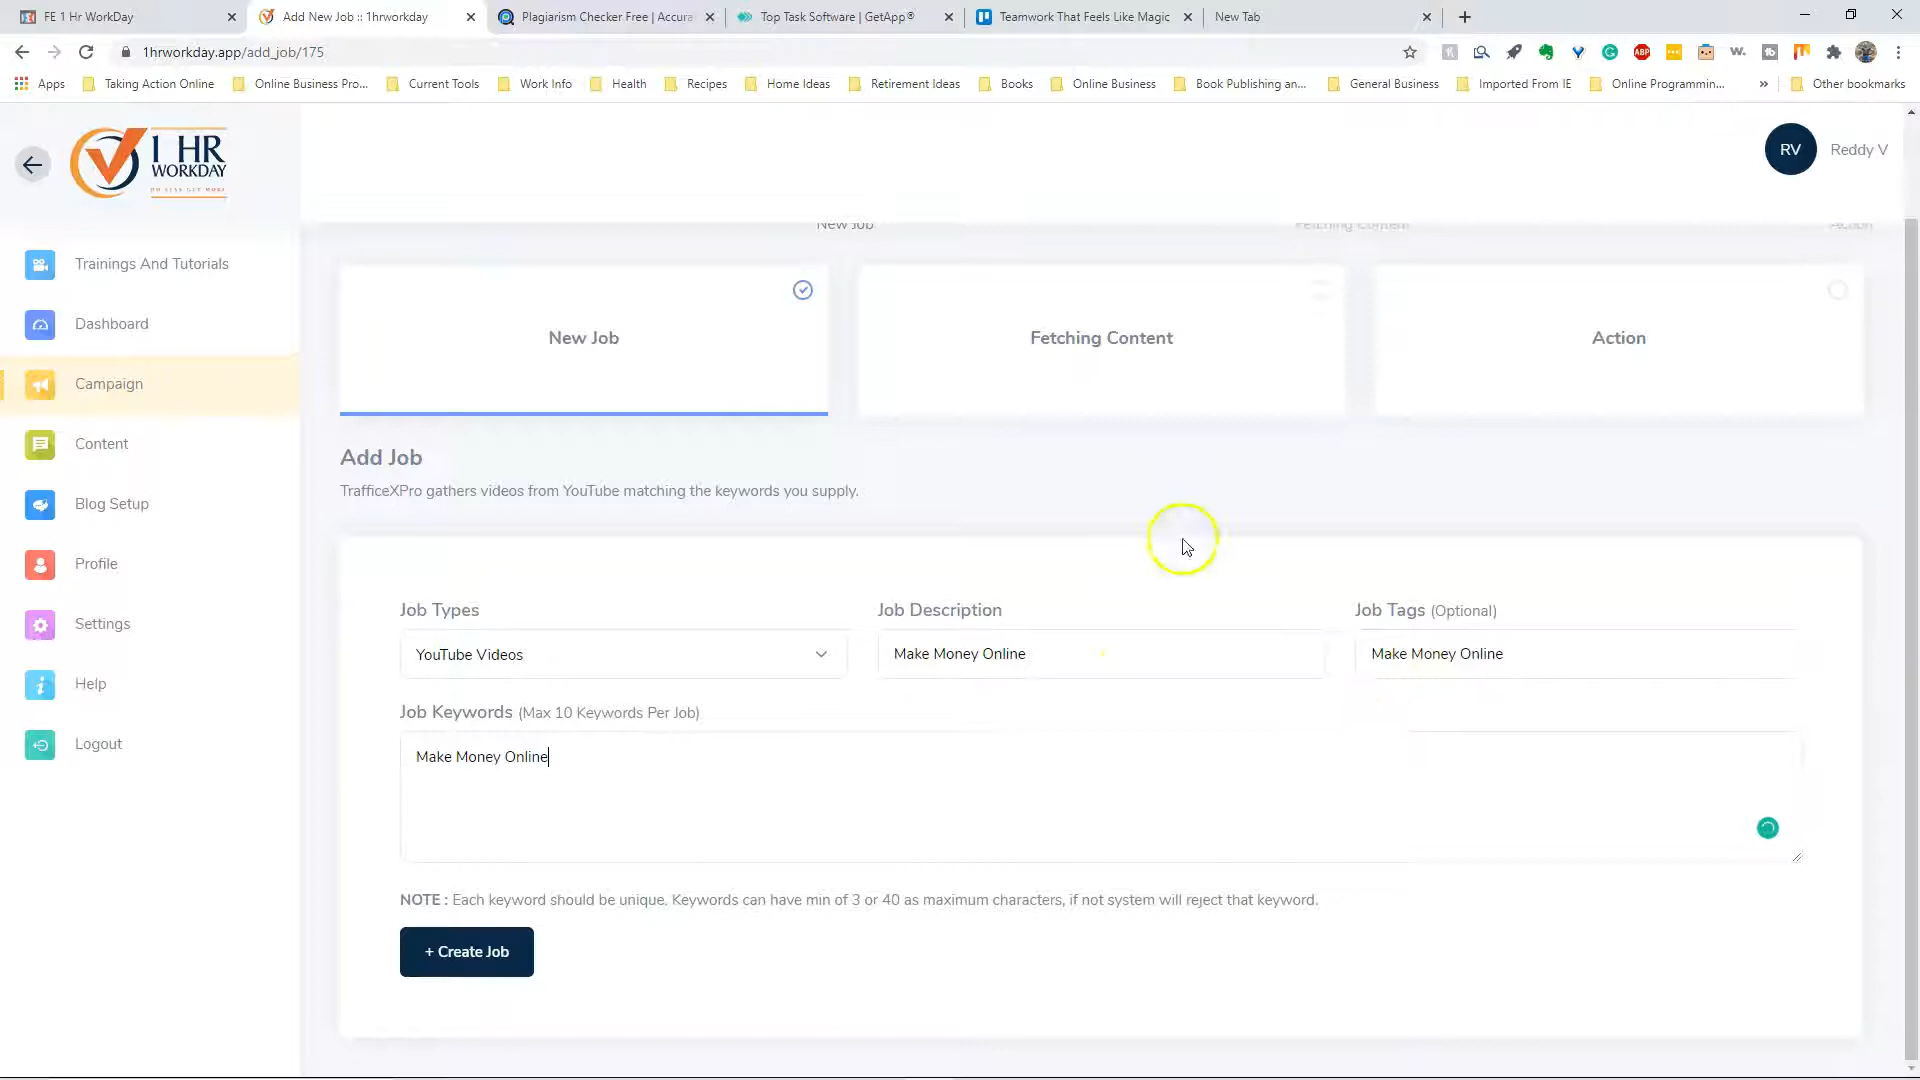 FE 1 Hr WorkDay
Add New Job :: 1hrworkday
Plagiarism Checker Free | Accura
Top Task Software | GetApp®
Teamwork That Feels Like Magic
New Tab
1hrworkday.app/add_job/175
Apps
Taking Action Online
Online Business Pro...
Current Tools
Work Info
Health
Recipes
Home Ideas
Retirement Ideas
Books
Online Business
Book Publishing an...
General Business
Imported From IE
Online Programmin...
Other bookmarks
1 HR
WORKDAY
DO LESS GET MORE
RV
Reddy V
Trainings And Tutorials
Dashboard
Campaign
Content
Blog Setup
Profile
Settings
Help
Logout
New Job
Fetching Content
Action
New Job
Fetching Content
Action
Add Job
TrafficeXPro gathers videos from YouTube matching the keywords you supply.
Job Types
Job Description
Job Tags (Optional)
YouTube Videos
Make Money Online
Make Money Online
Job Keywords (Max 10 Keywords Per Job)
Make Money Online
NOTE : Each keyword should be unique. Keywords can have min of 3 or 40 as maximum characters, if not system will reject that keyword.
+ Create Job